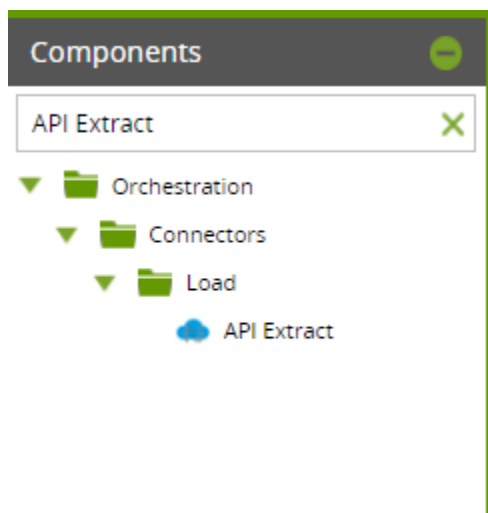 Components
API Extract
Orchestration
Connectors
Load
API Extract